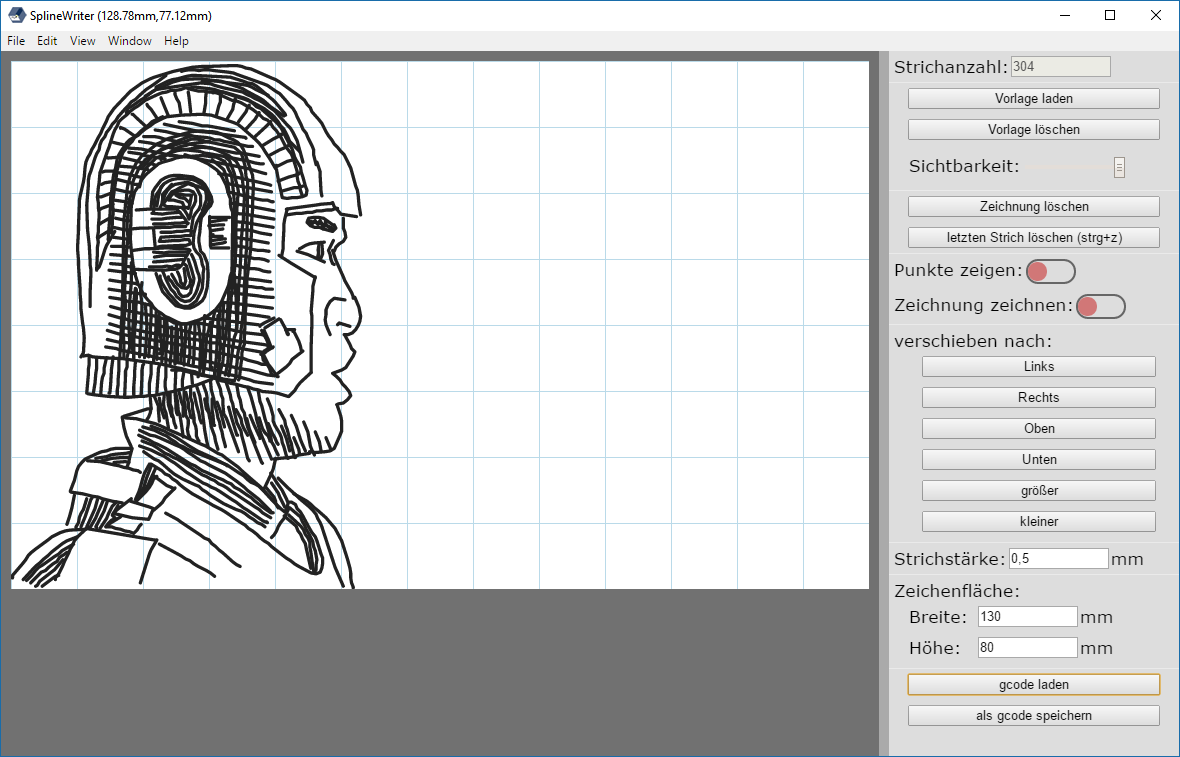 SplineWriter (128.78mm,77.12mm)
File Edit View Window Help
Strichanzahl: 304
Vorlage laden
Vorlage löschen
Sichtbarkeit:
Zeichnung löschen
letzten Strich löschen (strg+z)
Punkte zeigen:
Zeichnung zeichnen:
verschieben nach:
Links
Rechts
Oben
Unten
größer
kleiner
Strichstärke: 0,5 mm
Zeichenfläche:
Breite: 130 mm
Höhe: 80 mm
gcode laden
als gcode speichern